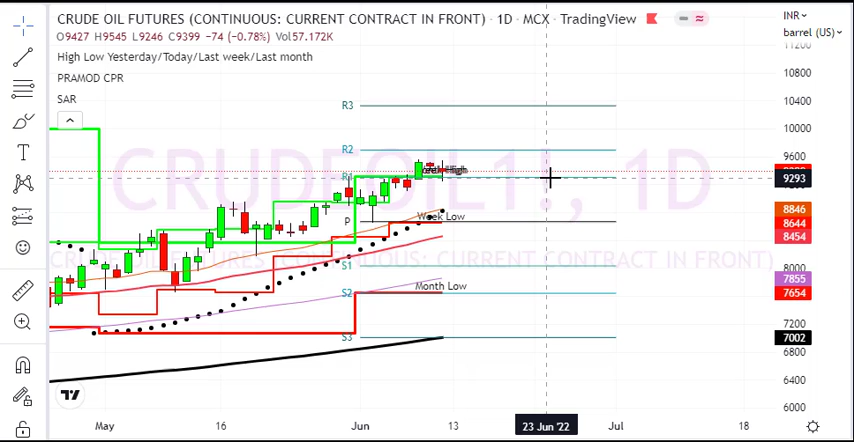 CRUDE OIL FUTURES (CONTINUOUS: CURRENT CONTRACT IN FRONT) · 1D · MCX · TradingView
O9427 H9545 L9246 C9399 −74 (−0.78%) Vol57.172K
High Low Yesterday/Today/Last week/Last month
PRAMOD CPR
SAR
INR
barrel (US)
CRUDEOIL1!, 1D
CRUDE OIL FUTURES (CONTINUOUS: CURRENT CONTRACT IN FRONT)
R3
R2
R1
P
Week Low
S1
S2
Month Low
S3
11200
10800
10400
10000
9600
9293
8846
8644
8454
8000
7855
7654
7200
7002
6800
6400
6000
May
16
Jun
13
23 Jun '22
Jul
18